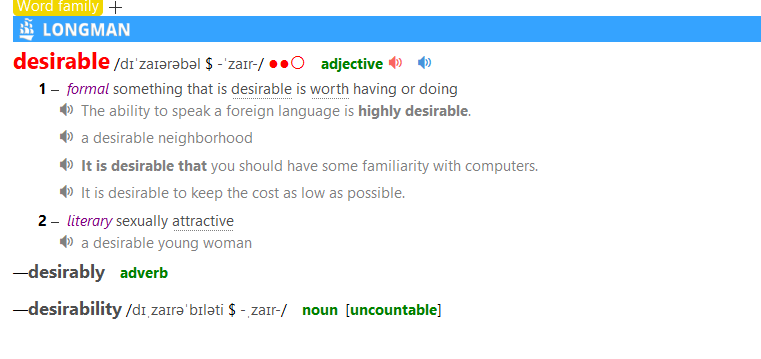 Word family +
LONGMAN
desirable /dɪˈzaɪərəbəl $ -ˈzaɪr-/ ●●○ adjective
1 – formal something that is desirable is worth having or doing
The ability to speak a foreign language is highly desirable.
a desirable neighborhood
It is desirable that you should have some familiarity with computers.
It is desirable to keep the cost as low as possible.
2 – literary sexually attractive
a desirable young woman
—desirably adverb
—desirability /dɪˌzaɪrəˈbɪləti $ -ˌzaɪr-/ noun [uncountable]